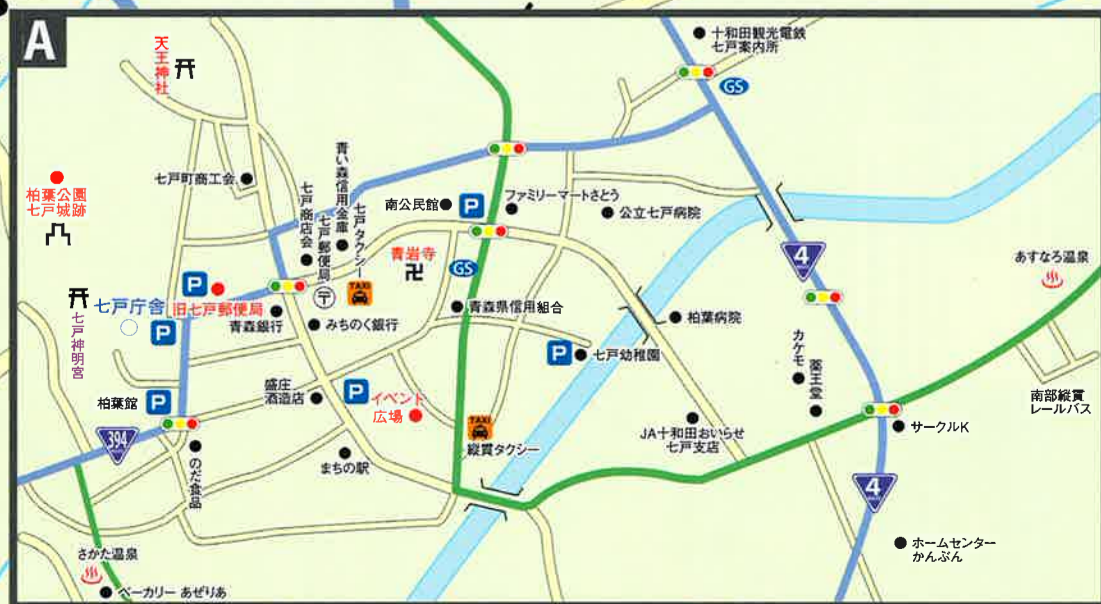 A
天王神社
十和田観光電鉄
七戸案内所
GS
柏葉公園
七戸城跡
七戸町商工会
青い森信用金庫
七戸商店会
七戸郵便局
七戸タクシー
TAXI
〒
南公民館
P
ファミリーマートさとう
公立七戸病院
青岩寺
卍
GS
4
あすなろ温泉
七戸神明宮
七戸庁舎
P
P
旧七戸郵便局
青森銀行
みちのく銀行
青森県信用組合
柏葉病院
P
七戸幼稚園
カケモ
薬王堂
南部縦貫
レールバス
柏葉館
P
盛庄
酒造店
P
イベント
広場
TAXI
縦貫タクシー
JA十和田おいらせ
七戸支店
サークルK
394
のだ食品
まちの駅
4
ホームセンター
かんぶん
さかた温泉
ベーカリー あぜりあ